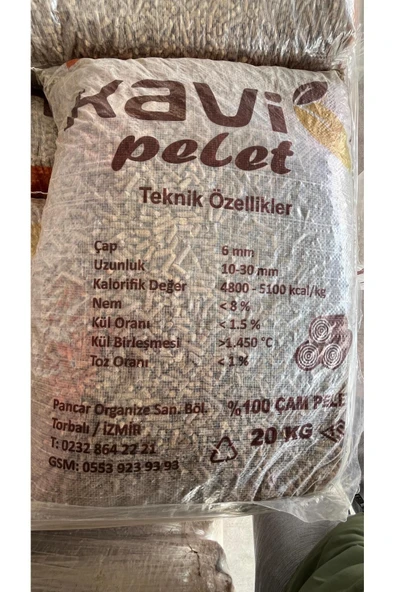 Kavi
pelet
Teknik Özellikler
Çap 6 mm
Uzunluk 10-30 mm
Kalorifik Değer 4800 - 5100 kcal/kg
Nem < 8 %
Kül Oranı < 1.5 %
Kül Birleşmesi >1.450 °C
Toz Oranı < 1 %
Pancar Organize San. Böl. %100 ÇAM PELE
Torbalı / İZMİR 20 KG
T: 0232 864 22 21
GSM: 0553 923 93 93